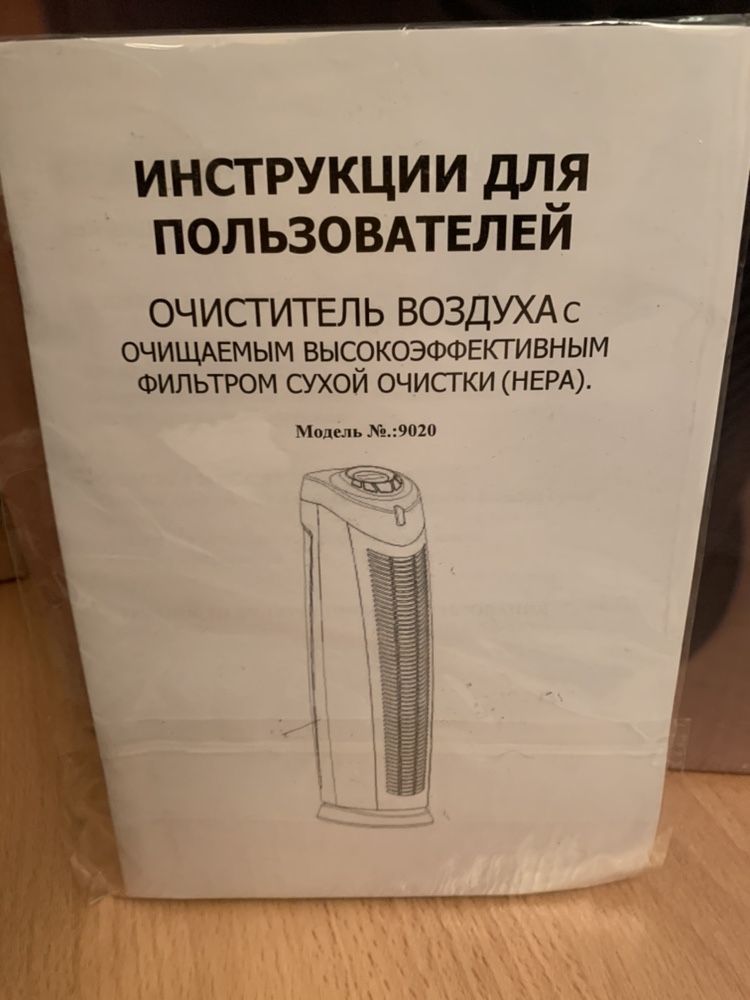 ИНСТРУКЦИИ ДЛЯ
ПОЛЬЗОВАТЕЛЕЙ
ОЧИСТИТЕЛЬ ВОЗДУХА С
ОЧИЩАЕМЫМ ВЫСОКОЭФФЕКТИВНЫМ
ФИЛЬТРОМ СУХОЙ ОЧИСТКИ (HEPA).
Модель №.:9020